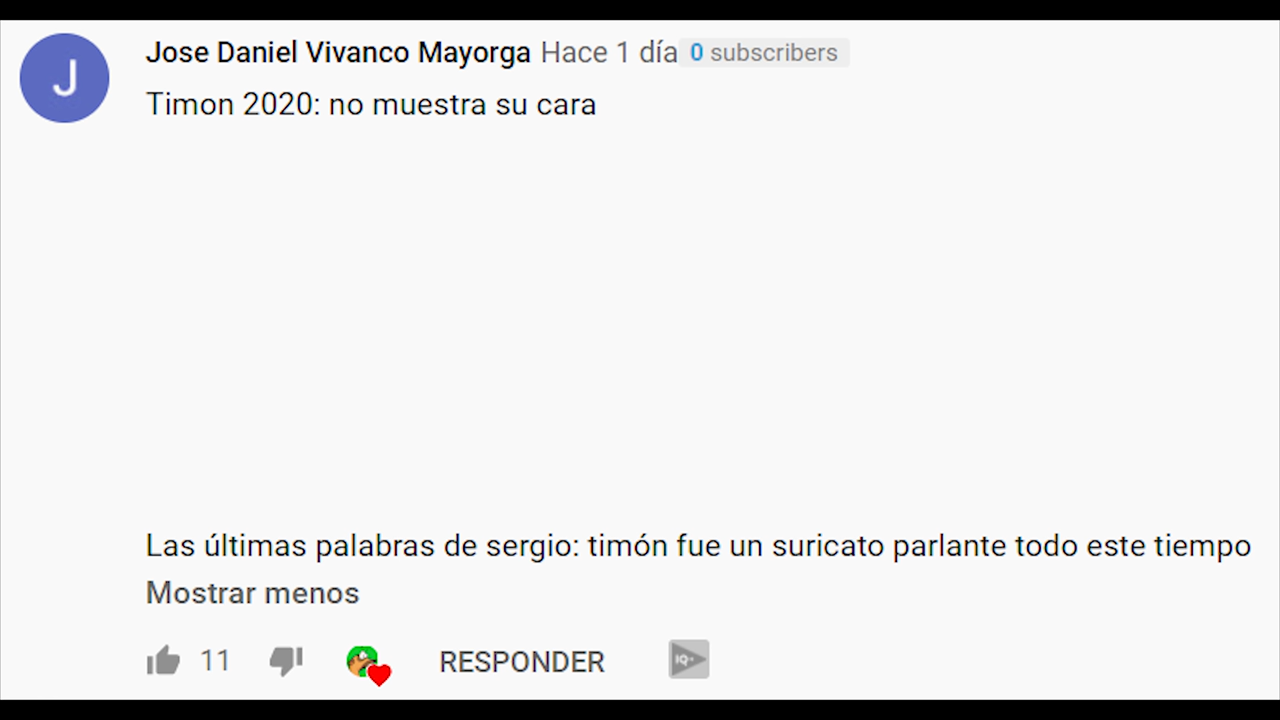 J
Jose Daniel Vivanco Mayorga Hace 1 día 0 subscribers
Timon 2020: no muestra su cara
Las últimas palabras de sergio: timón fue un suricato parlante todo este tiempo
Mostrar menos
11 RESPONDER IQ